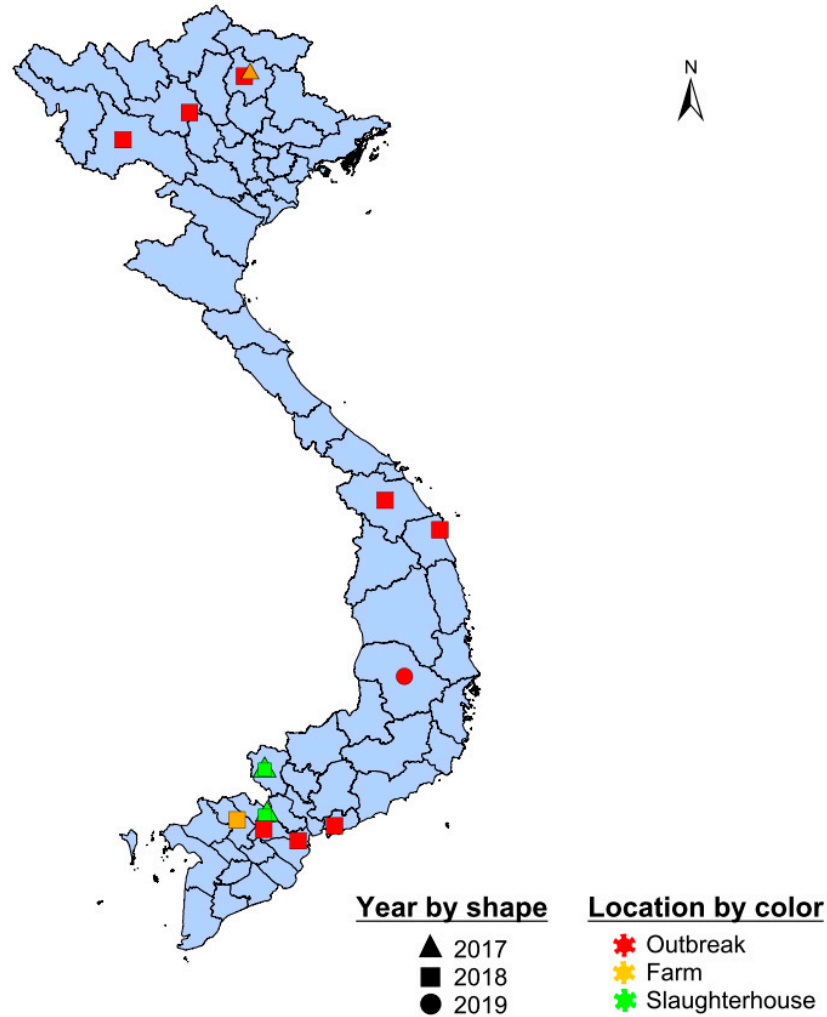 N
Year by shape
2017
2018
2019
Location by color
Outbreak
Farm
Slaughterhouse